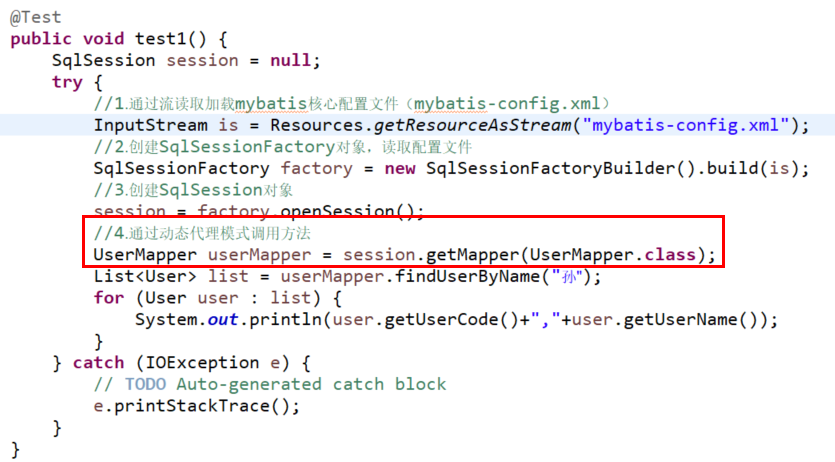 @Test
public void test1() {
    SqlSession session = null;
    try {
        //1.通过流读取加载mybatis核心配置文件（mybatis-config.xml）
        InputStream is = Resources.getResourceAsStream("mybatis-config.xml");
        //2.创建SqlSessionFactory对象，读取配置文件
        SqlSessionFactory factory = new SqlSessionFactoryBuilder().build(is);
        //3.创建SqlSession对象
        session = factory.openSession();
        //4.通过动态代理模式调用方法
        UserMapper userMapper = session.getMapper(UserMapper.class);
        List<User> list = userMapper.findUserByName("孙");
        for (User user : list) {
            System.out.println(user.getUserCode()+","+user.getUserName());
        }
    } catch (IOException e) {
        // TODO Auto-generated catch block
        e.printStackTrace();
    }
}